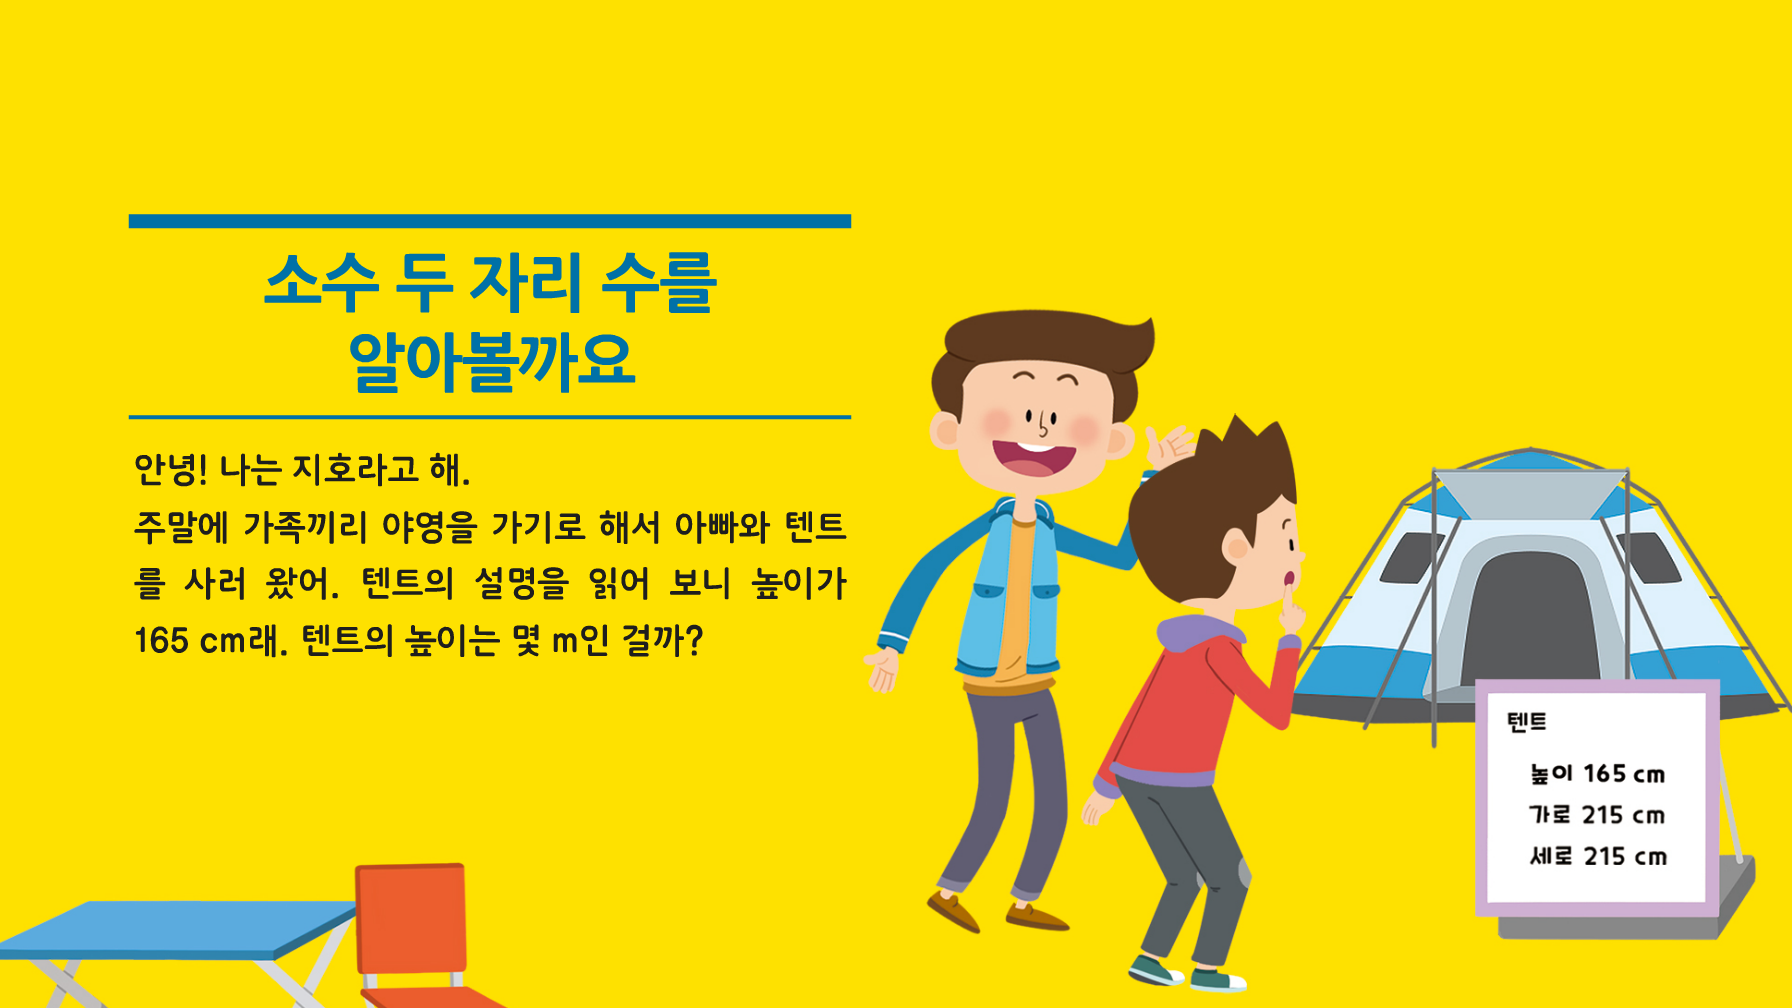 소수 두 자리 수를
알아볼까요
안녕! 나는 지호라고 해.
주말에 가족끼리 야영을 가기로 해서 아빠와 텐트
를 사러 왔어. 텐트의 설명을 읽어 보니 높이가
165 cm래. 텐트의 높이는 몇 m인 걸까?
텐트
높이 165 cm
가로 215 cm
세로 215 cm